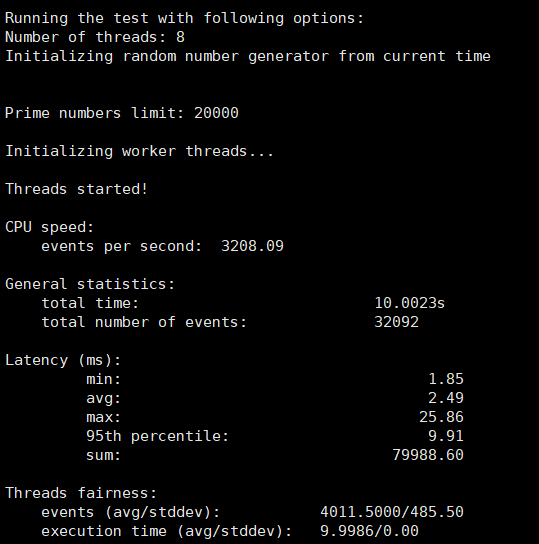 Running the test with following options:
Number of threads: 8
Initializing random number generator from current time
Prime numbers limit: 20000
Initializing worker threads...
Threads started!
CPU speed:
events per second: 3208.09
General statistics:
total time: 10.0023s
total number of events: 32092
Latency (ms):
min: 1.85
avg: 2.49
max: 25.86
95th percentile: 9.91
sum: 79988.60
Threads fairness:
events (avg/stddev): 4011.5000/485.50
execution time (avg/stddev): 9.9986/0.00